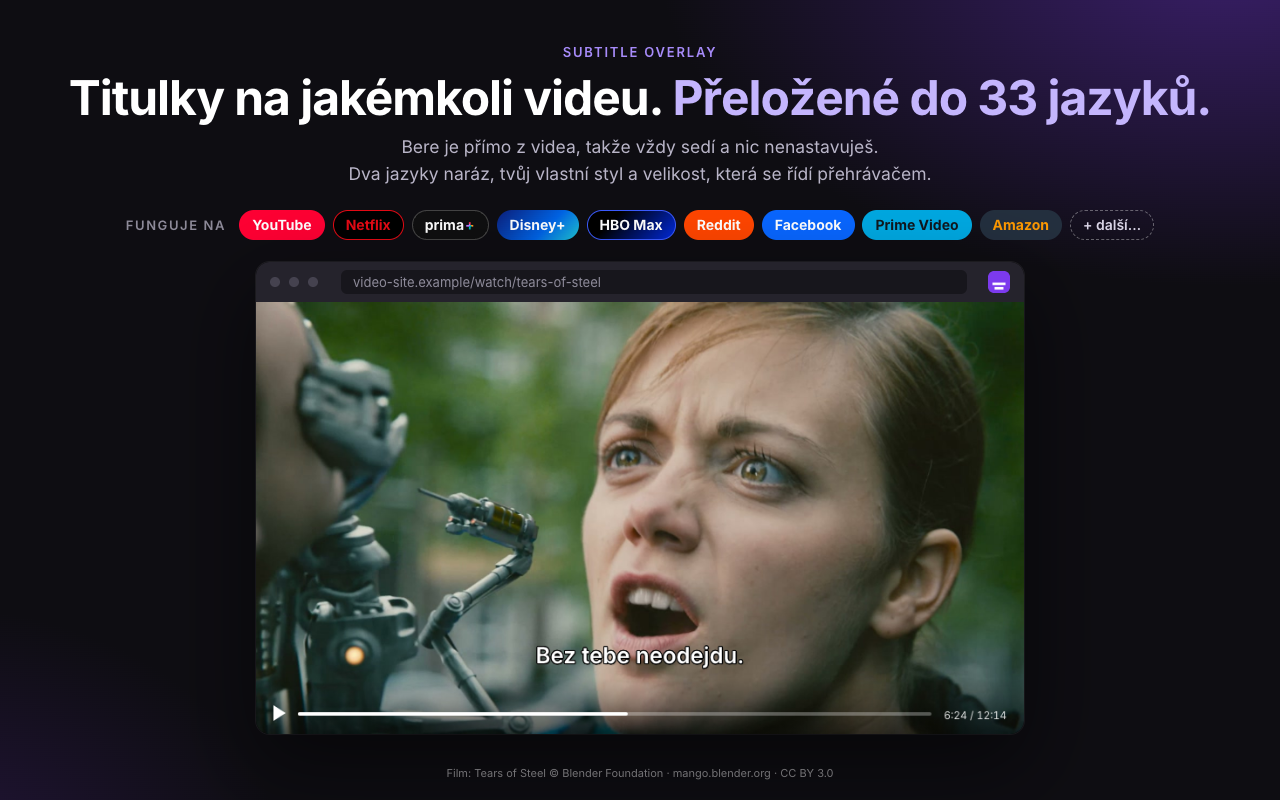 SUBTITLE OVERLAY
Titulky na jakémkoli videu. Přeložené do 33 jazyků.
Bere je přímo z videa, takže vždy sedí a nic nenastavuješ.
Dva jazyky naráz, tvůj vlastní styl a velikost, která se řídí přehrávačem.
FUNGUJE NA YouTube Netflix prima+ Disney+ HBO Max Reddit Facebook Prime Video Amazon + další...
video-site.example/watch/tears-of-steel
Bez tebe neodejdu.
6:24 / 12:14
Film: Tears of Steel © Blender Foundation · mango.blender.org · CC BY 3.0